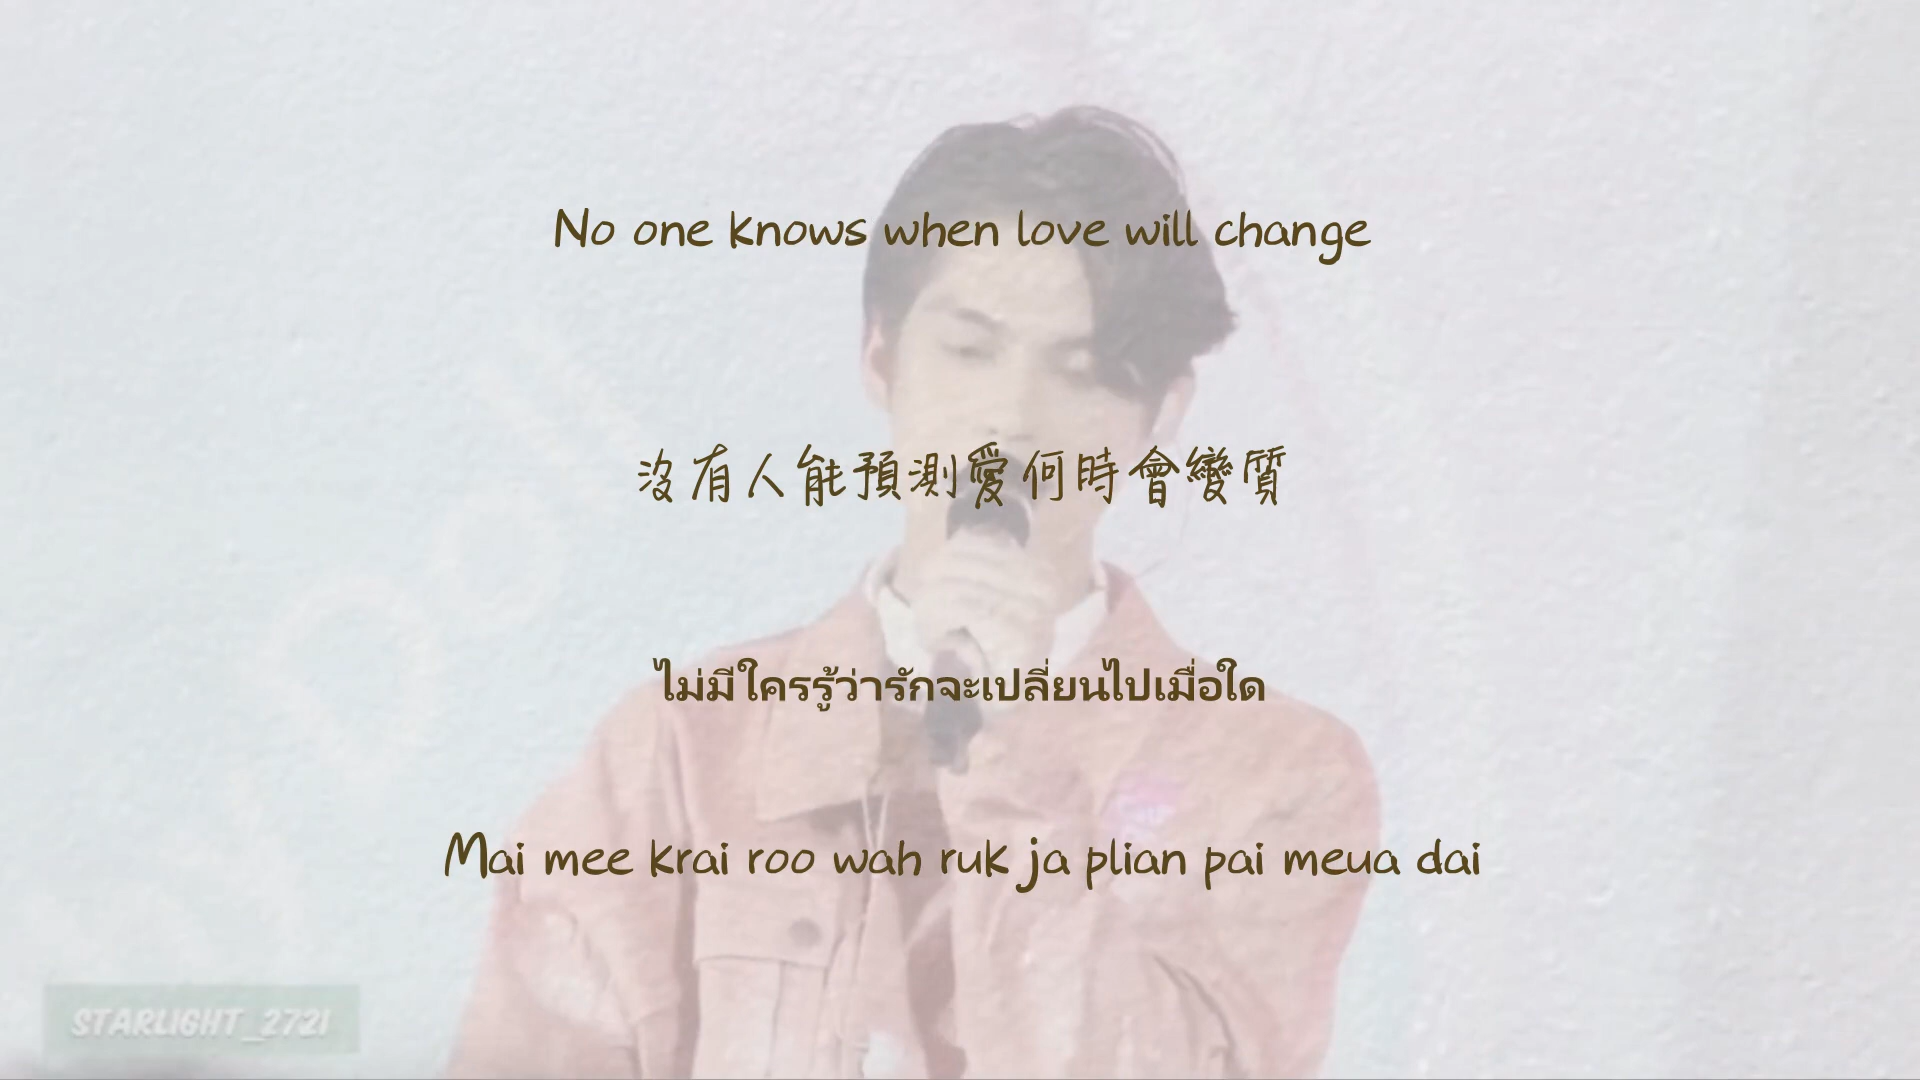 No one knows when love will change
沒有人能預測愛何時會變質
ไม่มีใครรู้ว่ารักจะเปลี่ยนไปเมื่อใด
Mai mee krai roo wah ruk ja plian pai meua dai
STARLIGHT_2721